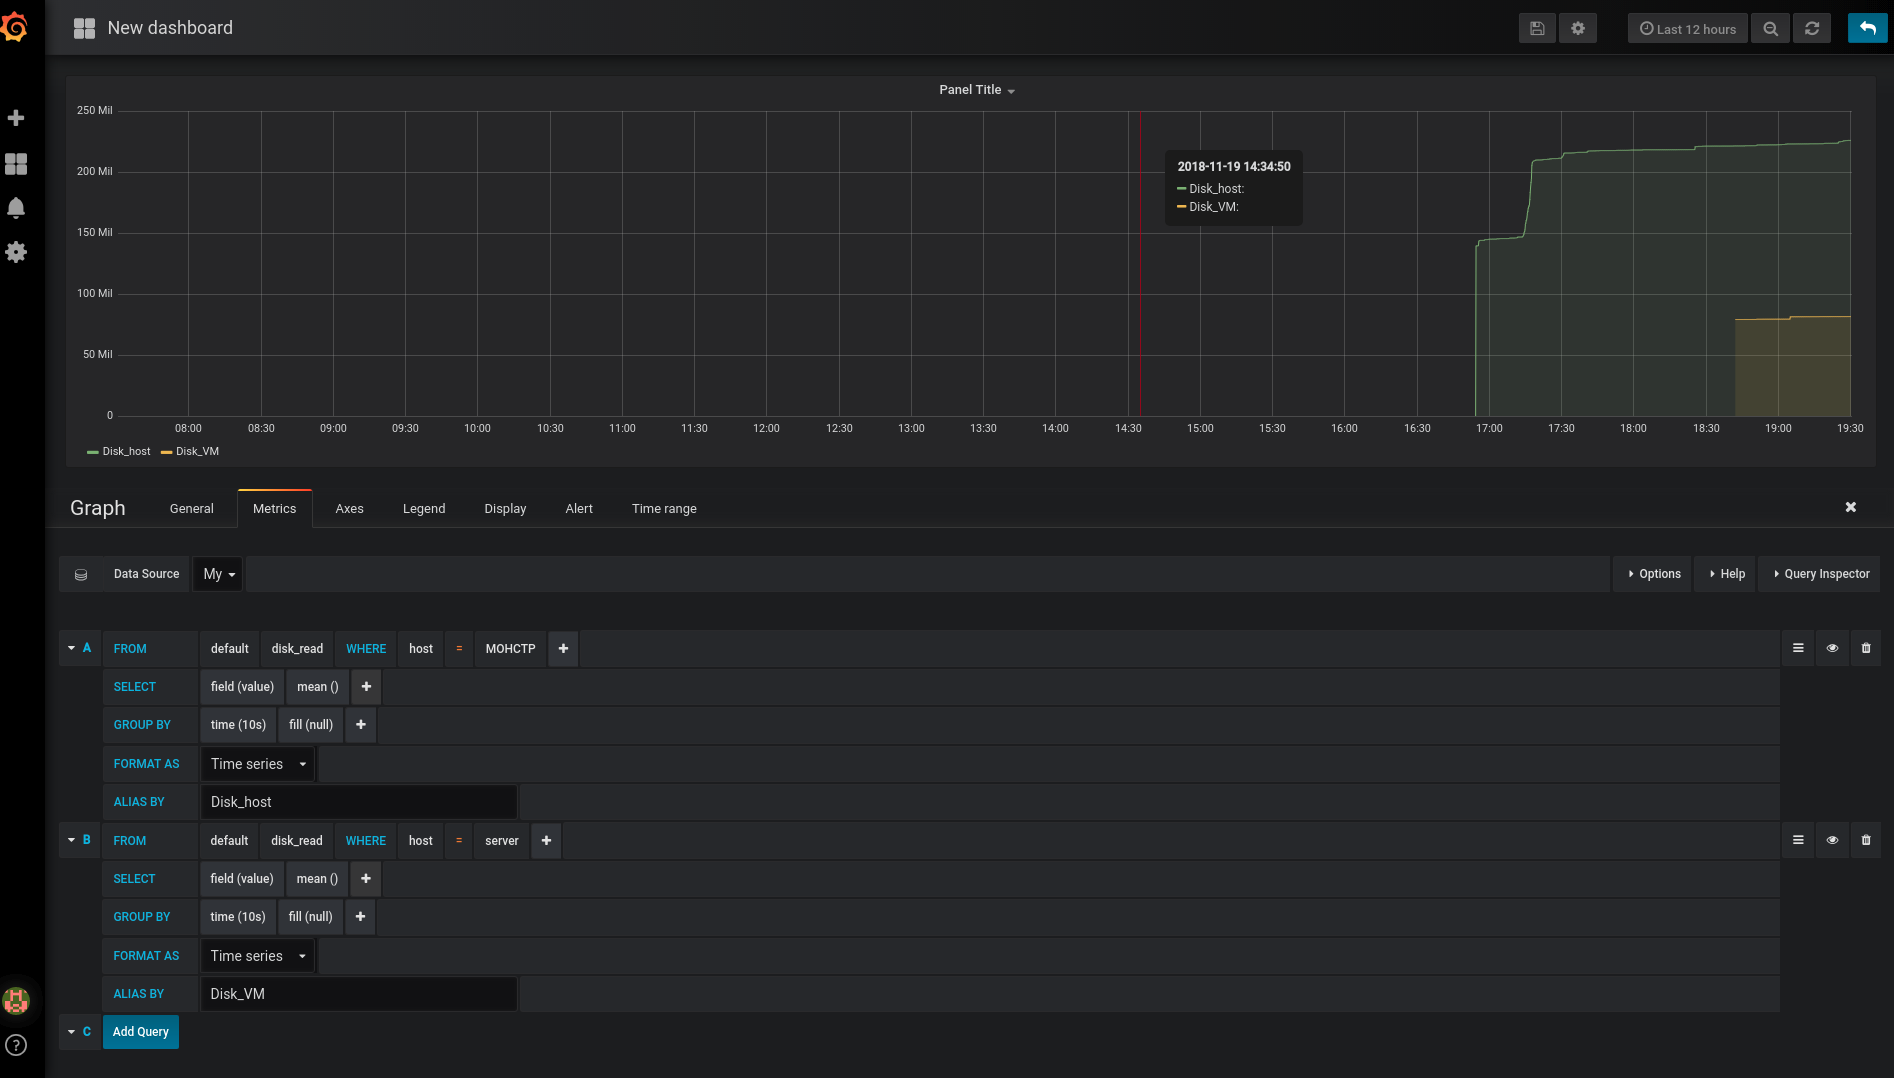 New dashboard
Last 12 hours
Panel Title
250 Mil
200 Mil
150 Mil
100 Mil
50 Mil
0
2018-11-19 14:34:50
Disk_host:
Disk_VM:
08:00 08:30 09:00 09:30 10:00 10:30 11:00 11:30 12:00 12:30 13:00 13:30 14:00 14:30 15:00 15:30 16:00 16:30 17:00 17:30 18:00 18:30 19:00 19:30
Disk_host Disk_VM
Graph General Metrics Axes Legend Display Alert Time range
Data Source My Options Help Query Inspector
A FROM default disk_read WHERE host = MOHCTP
SELECT field (value) mean ()
GROUP BY time (10s) fill (null)
FORMAT AS Time series
ALIAS BY Disk_host
B FROM default disk_read WHERE host = server
SELECT field (value) mean ()
GROUP BY time (10s) fill (null)
FORMAT AS Time series
ALIAS BY Disk_VM
C Add Query